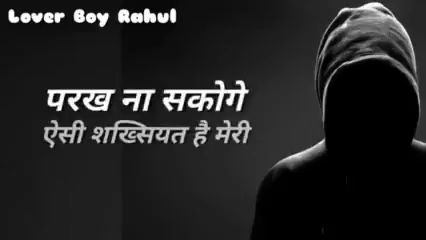 Lover Boy Rahul
परख ना सकोगे
ऐसी शख्सियत है मेरी